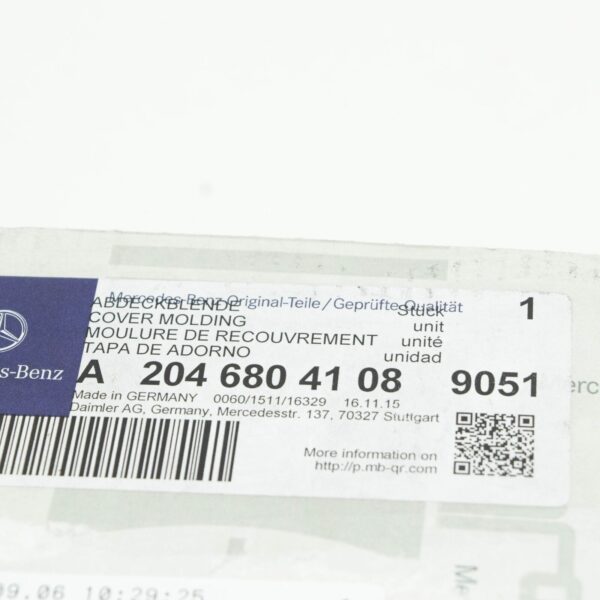 Mercedes-Benz Original-Teile/Geprüfte Qualität
ABDECKBLENDE Stück 1
COVER MOLDING unit
MOULURE DE RECOUVREMENT unité
TAPA DE ADORNO unidad
A 204 680 41 08 9051
Made in GERMANY 0060/1511/16329 16.11.15
Daimler AG, Germany, Mercedesstr. 137, 70327 Stuttgart
More information on
http://p.mb-qr.com
s-Benz
erc
09.06 10:29:25